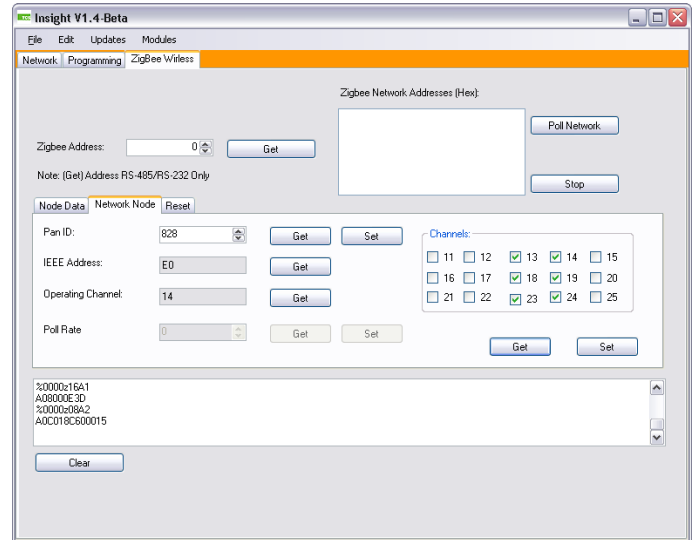 Insight V1.4-Beta
File Edit Updates Modules
Network Programming ZigBee Wirless
Zigbee Network Addresses (Hex):
Poll Network
Zigbee Address: 0 Get
Note: (Get) Address RS-485/RS-232 Only
Stop
Node Data Network Node Reset
Pan ID: 828 Get Set
Channels:
11 12 13 14 15
IEEE Address: E0 Get
16 17 18 19 20
Operating Channel: 14 Get
21 22 23 24 25
Poll Rate 0 Get Set
Get Set
%0000z16A1
A08000E3D
%0000z08A2
A0C018C600015
Clear